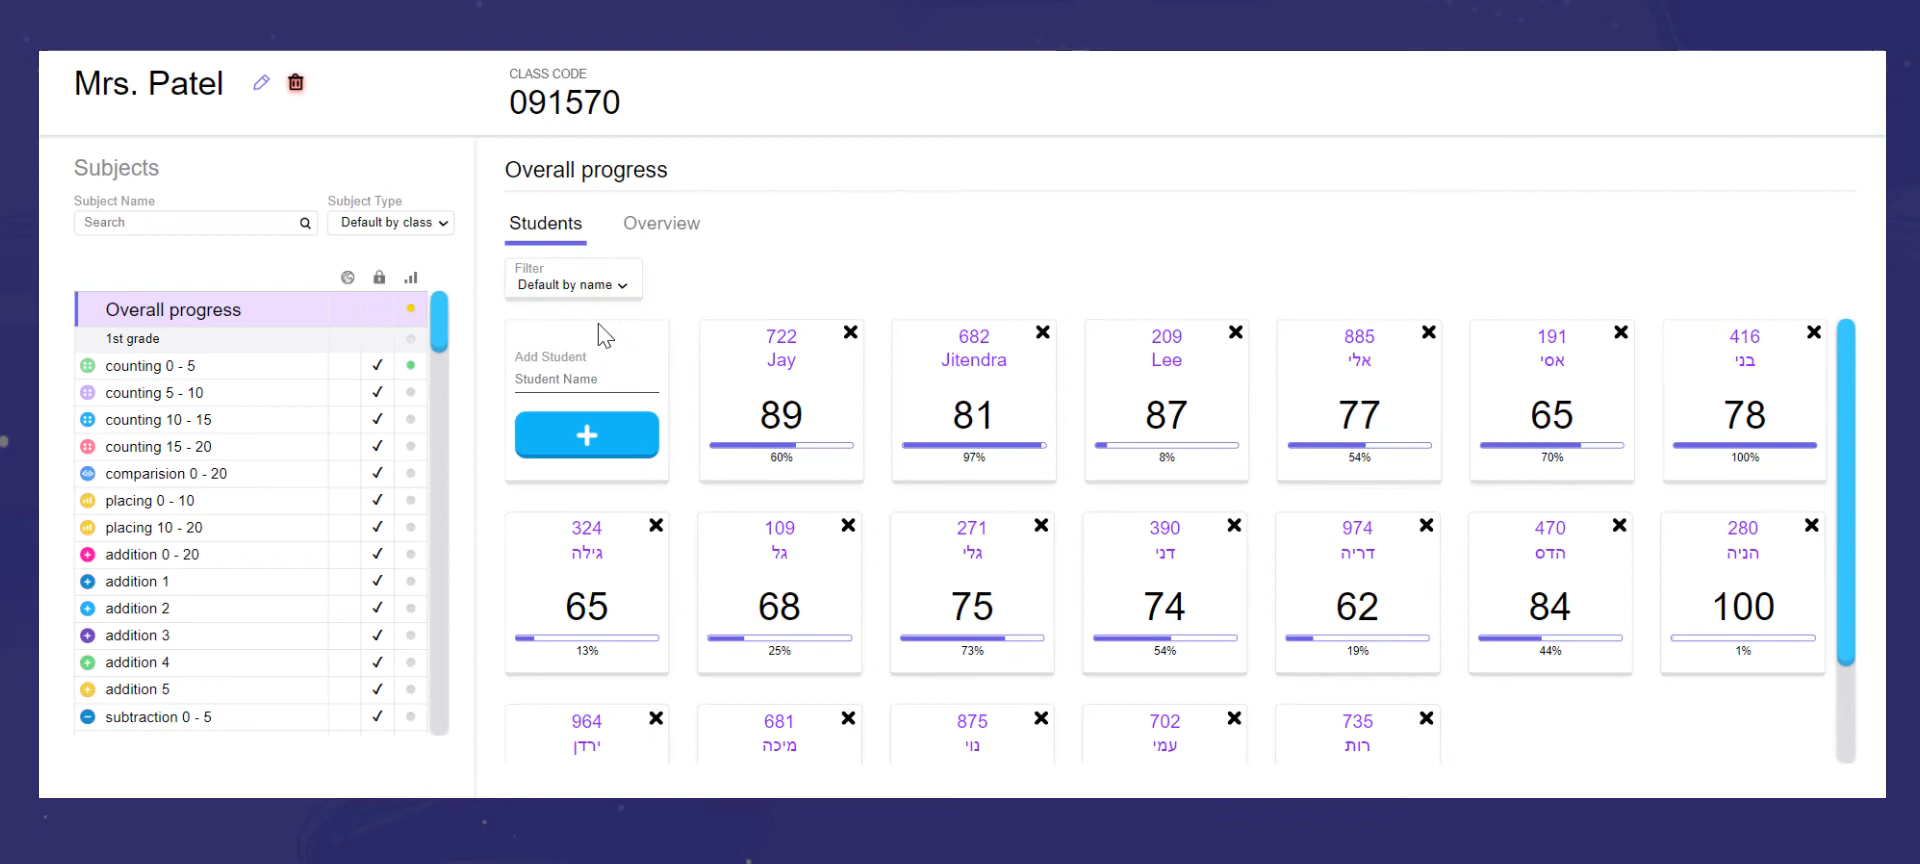 Mrs. Patel
CLASS CODE
091570
Subjects
Subject Name
Subject Type
Search
Default by class
Overall progress
1st grade
counting 0 - 5
counting 5 - 10
counting 10 - 15
counting 15 - 20
comparision 0 - 20
placing 0 - 10
placing 10 - 20
addition 0 - 20
addition 1
addition 2
addition 3
addition 4
addition 5
subtraction 0 - 5
Overall progress
Students
Overview
Filter
Default by name
Add Student
Student Name
722
Jay
89
60%
682
Jitendra
81
97%
209
Lee
87
8%
885
אלי
77
54%
191
אסי
65
70%
416
בני
78
100%
324
גילה
65
13%
109
גל
68
25%
271
גלי
75
73%
390
דני
74
54%
974
דריה
62
19%
470
הדס
84
44%
280
הניה
100
1%
964
ירדן
681
מיכה
875
נוי
702
עמי
735
רות